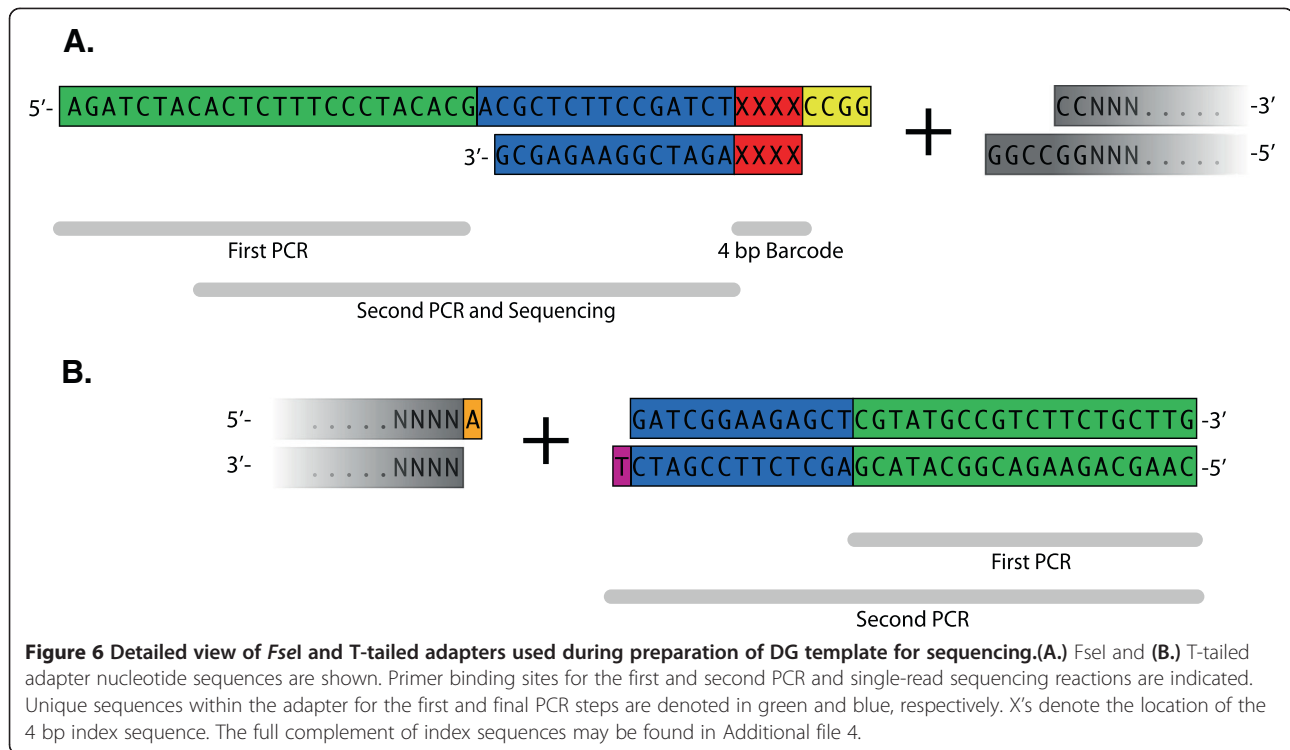 A.
5’- AGATCTACACTCTTTCCCTACACGACGCTCTTCCGATCTXXXXCCGG + CCNNN..... -3’
3’- GCGAGAAGGCTAGAXXXX GGCCGGNNN..... -5’
First PCR 4 bp Barcode
Second PCR and Sequencing
B.
5’- .....NNNNA + GATCGGAAGAGCTCGTATGCCGTCTTCTGCTTG -3’
3’- .....NNNN TCTAGCCTTCTCGAGCATACGGCAGAAGACGAAC -5’
First PCR
Second PCR
Figure 6 Detailed view of FseI and T-tailed adapters used during preparation of DG template for sequencing.(A.) FseI and (B.) T-tailed
adapter nucleotide sequences are shown. Primer binding sites for the first and second PCR and single-read sequencing reactions are indicated.
Unique sequences within the adapter for the first and final PCR steps are denoted in green and blue, respectively. X’s denote the location of the
4 bp index sequence. The full complement of index sequences may be found in Additional file 4.